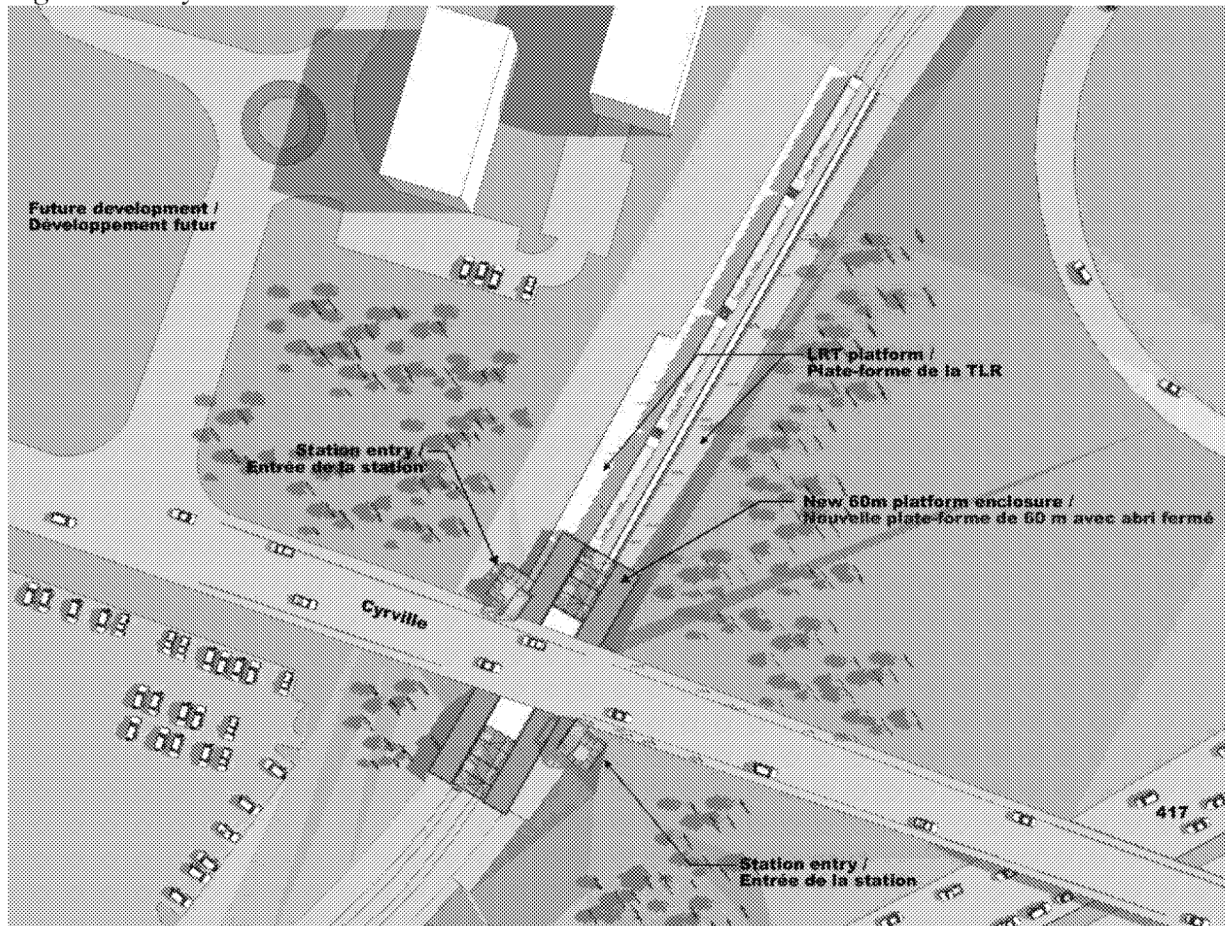 Future development /
Développement futur
LRT platform /
Plate-forme de la TLR
Station entry /
Entrée de la station
New 60m platform enclosure /
Nouvelle plate-forme de 60 m avec abri fermé
Cyrville
417
Station entry /
Entrée de la station